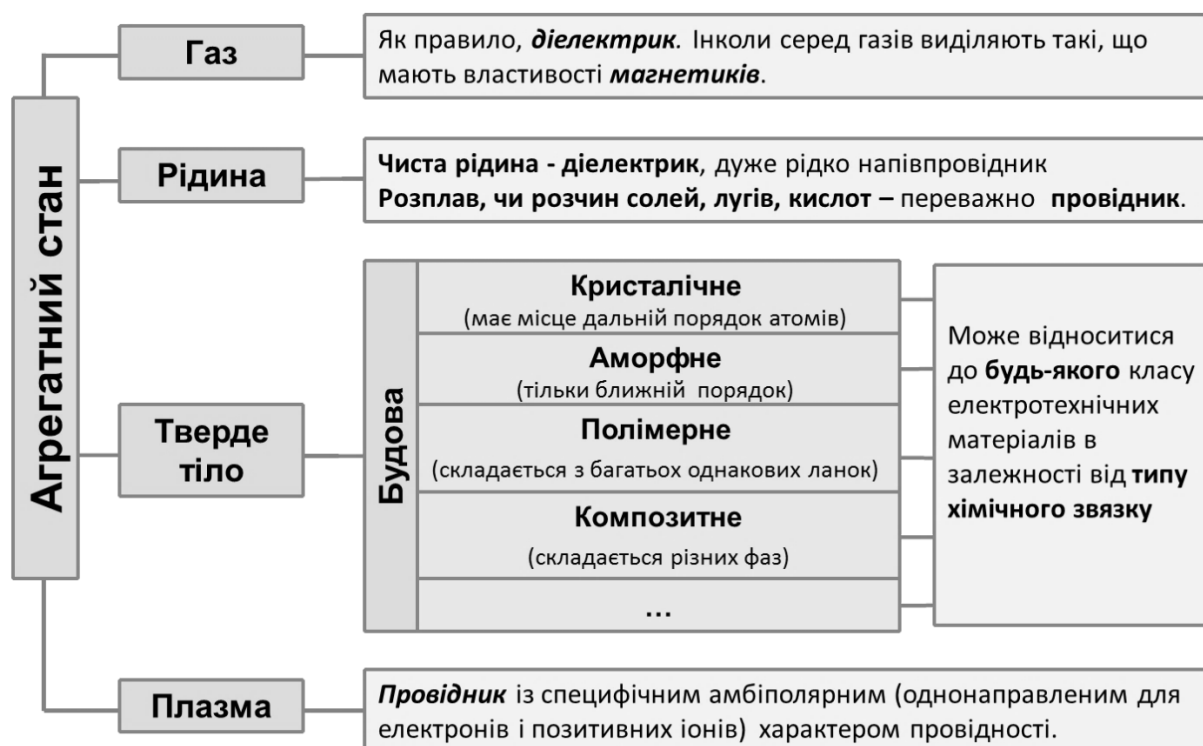 Агрегатний стан
Газ
Як правило, діелектрик. Інколи серед газів виділяють такі, що
мають властивості магнетиків.
Рідина
Чиста рідина - діелектрик, дуже рідко напівпровідник
Розплав, чи розчин солей, лугів, кислот – переважно провідник.
Тверде
тіло
Будова
Кристалічне
(має місце дальній порядок атомів)
Аморфне
(тільки ближній порядок)
Полімерне
(складається з багатьох однакових ланок)
Композитне
(складається різних фаз)
...
Може відноситися
до будь-якого класу
електротехнічних
матеріалів в
залежності від типу
хімічного звязку
Плазма
Провідник із специфічним амбіполярним (однонаправленим для
електронів і позитивних іонів) характером провідності.